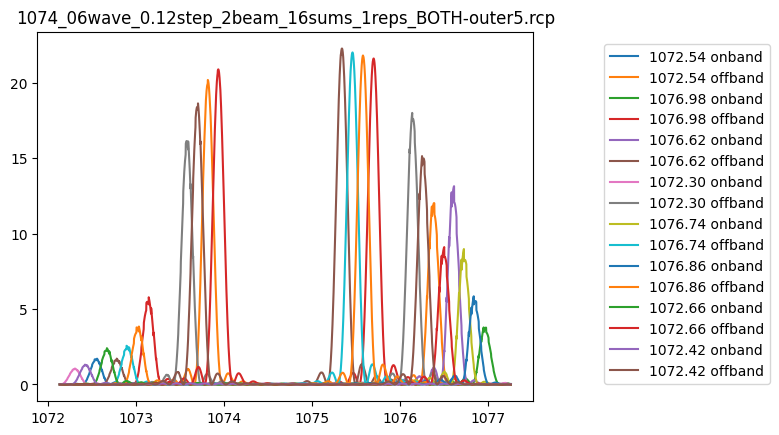 1074_06wave_0.12step_2beam_16sums_1reps_BOTH-outer5.rcp
20
15
10
5
0
1072
1073
1074
1075
1076
1077
1072.54 onband
1072.54 offband
1076.98 onband
1076.98 offband
1076.62 onband
1076.62 offband
1072.30 onband
1072.30 offband
1076.74 onband
1076.74 offband
1076.86 onband
1076.86 offband
1072.66 onband
1072.66 offband
1072.42 onband
1072.42 offband